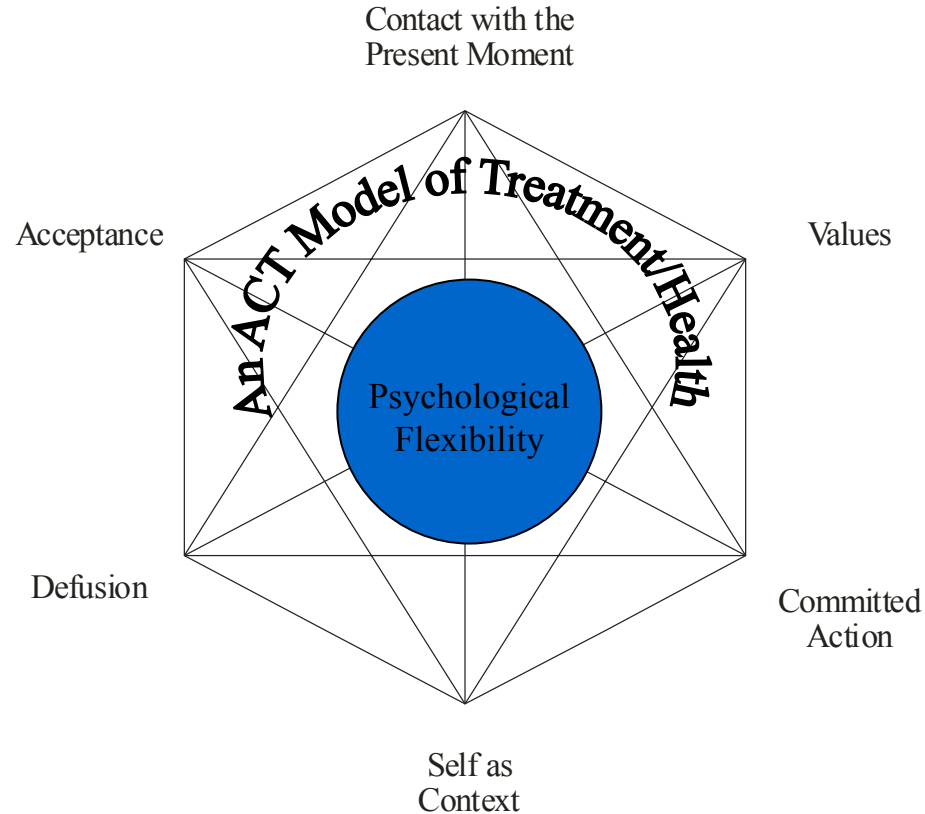 Contact with the
Present Moment
An ACT Model of Treatment/Health
Acceptance
Values
Psychological
Flexibility
Defusion
Committed
Action
Self as
Context